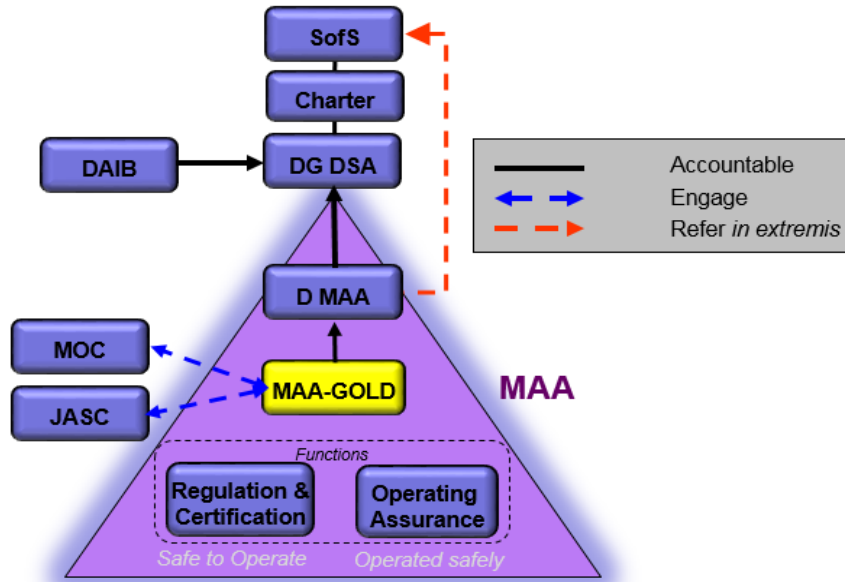 SofS
Charter
DAIB
DG DSA
Accountable
Engage
Refer in extremis
D MAA
MOC
MAA-GOLD
MAA
JASC
Functions
Regulation &
Certification
Operating
Assurance
Safe to Operate
Operated safely